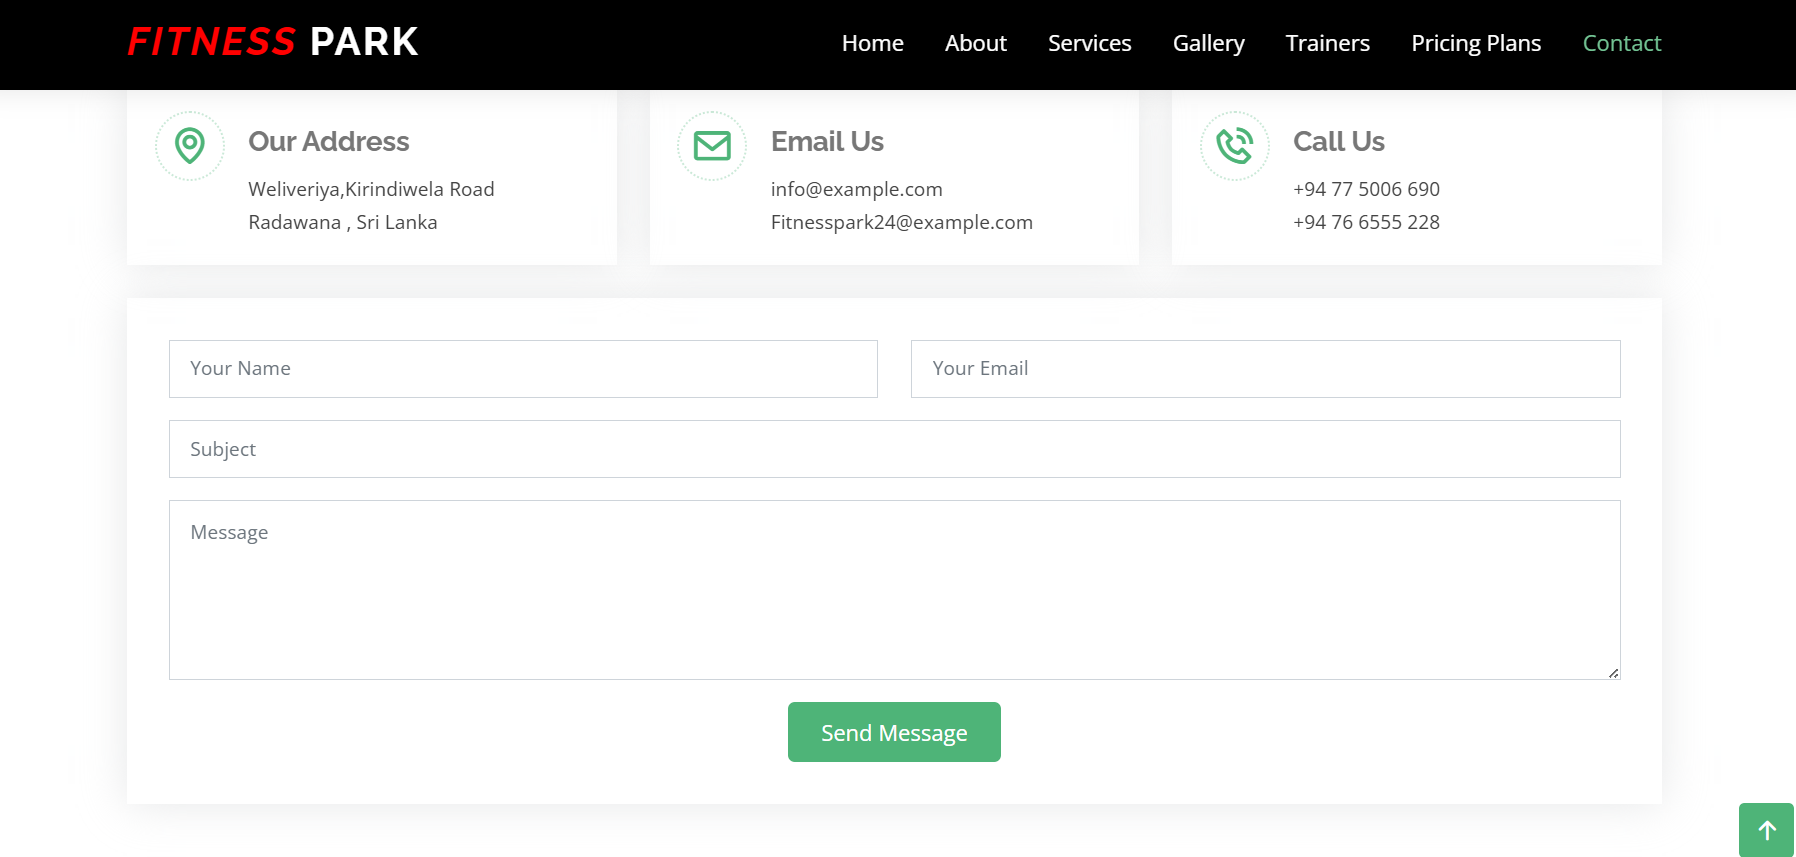 FITNESS PARK
Home About Services Gallery Trainers Pricing Plans Contact
Our Address
Weliveriya,Kirindiwela Road
Radawana , Sri Lanka
Email Us
info@example.com
Fitnesspark24@example.com
Call Us
+94 77 5006 690
+94 76 6555 228
Your Name
Your Email
Subject
Message
Send Message